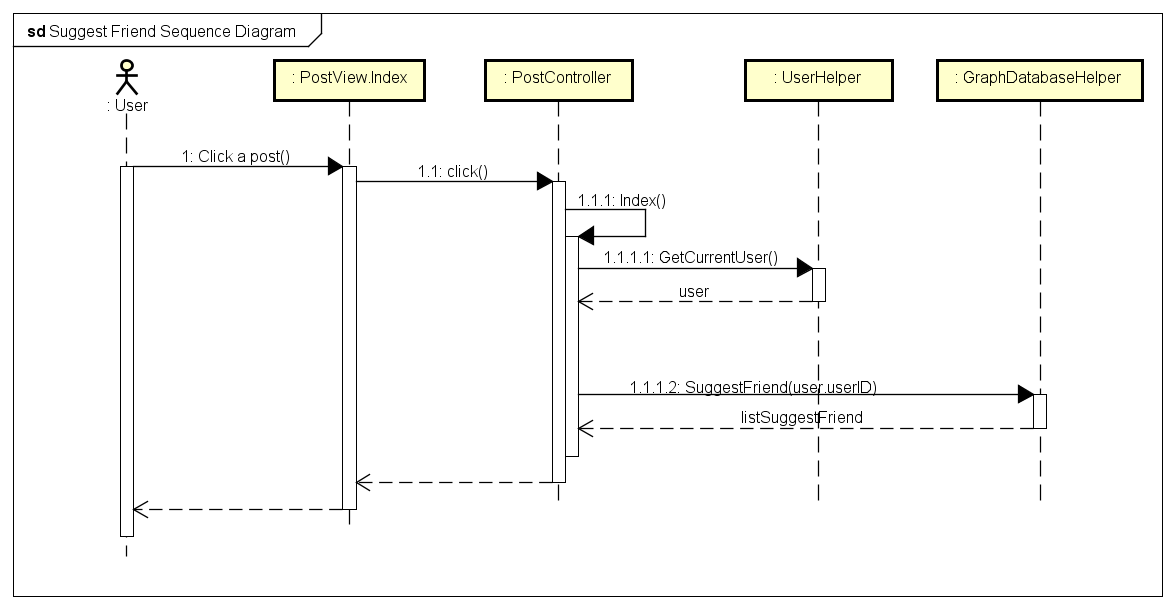 sd Suggest Friend Sequence Diagram
: User
: PostView.Index
: PostController
: UserHelper
: GraphDatabaseHelper
1: Click a post()
1.1: click()
1.1.1: Index()
1.1.1.1: GetCurrentUser()
user
1.1.1.2: SuggestFriend(user.userID)
listSuggestFriend